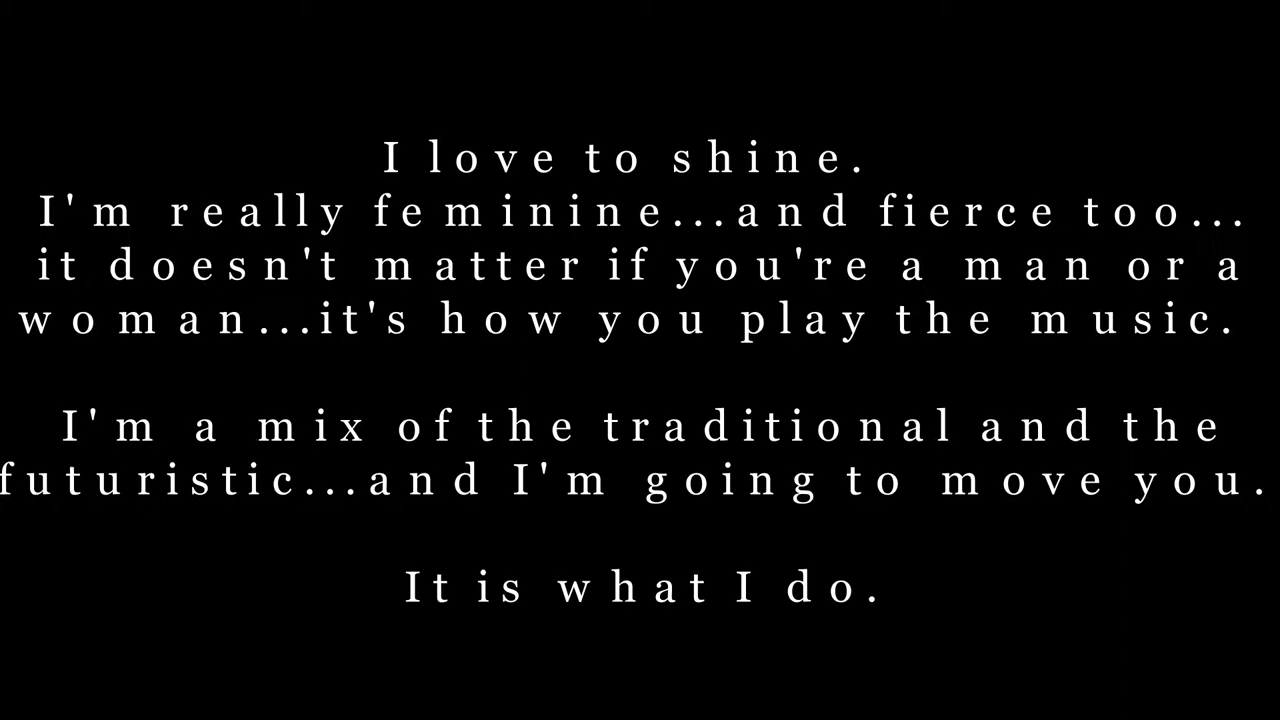 I love to shine.
I'm really feminine...and fierce too...
it doesn't matter if you're a man or a
woman...it's how you play the music.
I'm a mix of the traditional and the
futuristic...and I'm going to move you.
It is what I do.